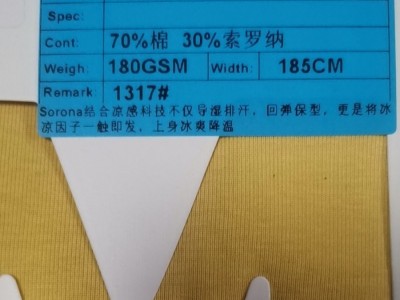 Spec:
Cont: 70%棉 30%索罗纳
Weigh: 180GSM Width: 185CM
Remark: 1317#
Sorona结合凉感科技不仅导湿排汗，回弹保型，更是将冰
凉因子一触即发，上身冰爽降温